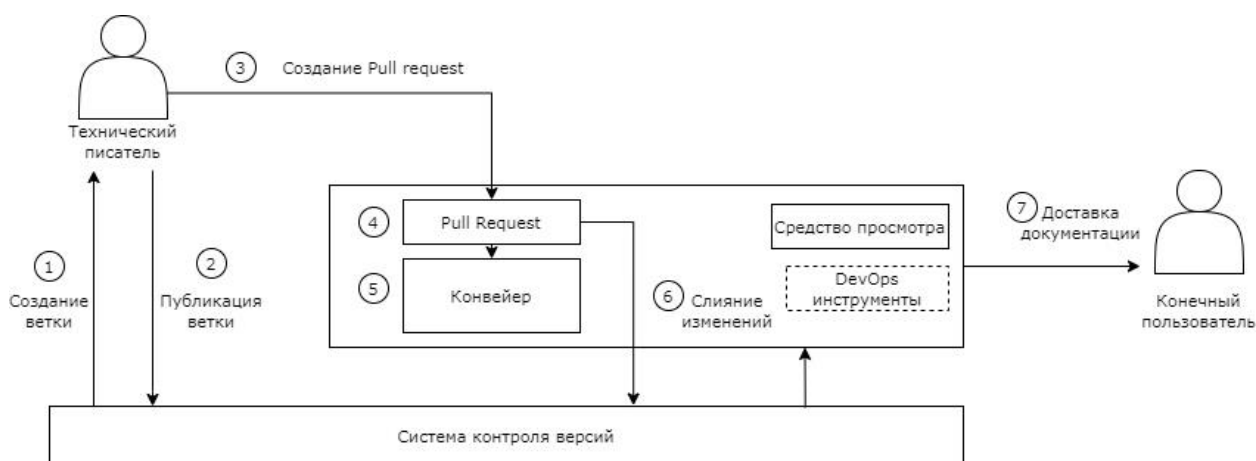 3 Создание Pull request
Технический
писатель
1
Создание
ветки
2
Публикация
ветки
4 Pull Request
5 Конвейер
Средство просмотра
DevOps
инструменты
6 Слияние
изменений
7 Доставка
документации
Конечный
пользователь
Система контроля версий